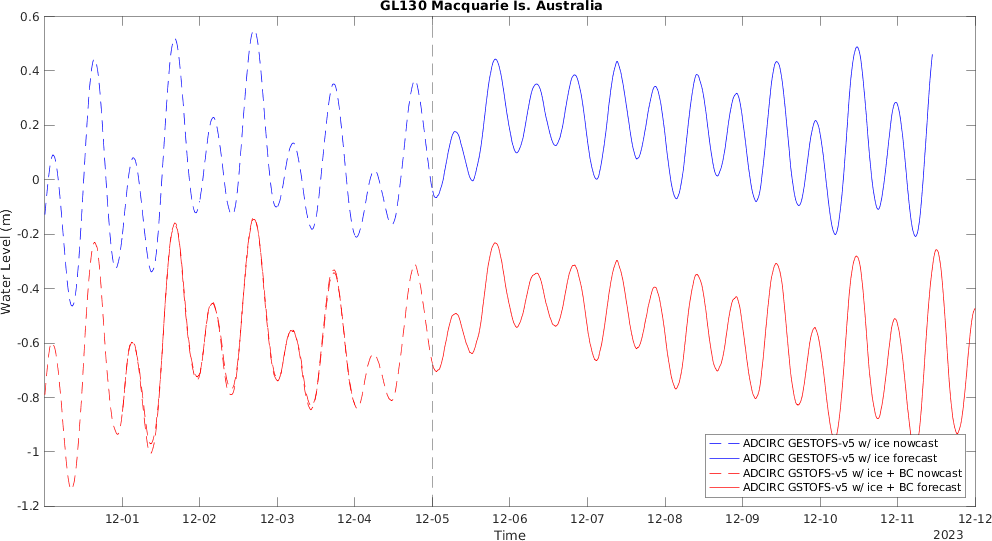 GL130 Macquarie Is. Australia
Water Level (m)
0.6
0.4
0.2
0
-0.2
-0.4
-0.6
-0.8
-1
-1.2
ADCIRC GESTOFS-v5 w/ ice nowcast
ADCIRC GESTOFS-v5 w/ ice forecast
ADCIRC GSTOFS-v5 w/ ice + BC nowcast
ADCIRC GSTOFS-v5 w/ ice + BC forecast
12-01 12-02 12-03 12-04 12-05 12-06 12-07 12-08 12-09 12-10 12-11 12-12
Time
2023